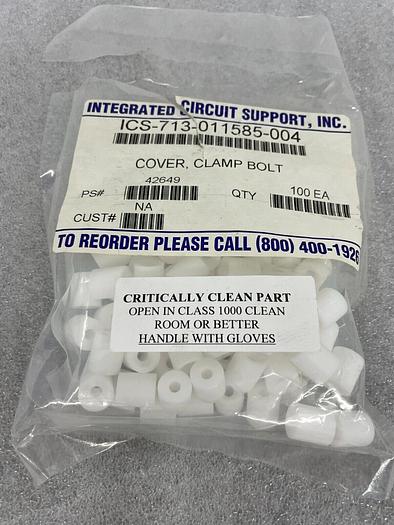 INTEGRATED CIRCUIT SUPPORT, INC.
ICS-713-011585-004
COVER, CLAMP BOLT
PS# 42649 QTY 100 EA
CUST# NA
TO REORDER PLEASE CALL (800) 400-1926
CRITICALLY CLEAN PART
OPEN IN CLASS 1000 CLEAN
ROOM OR BETTER
HANDLE WITH GLOVES